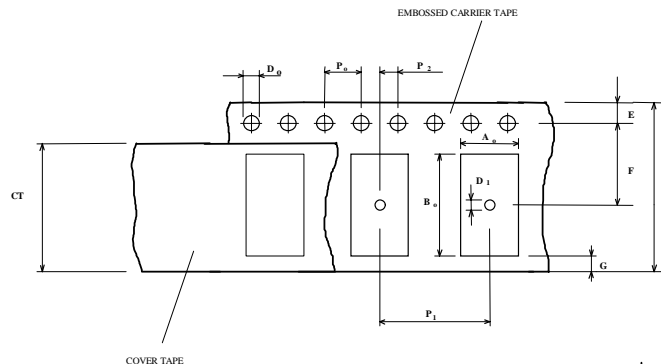 EMBOSSED CARRIER TAPE
D₀ P₀ P₂
E
A₀
F
CT
B₀ D₁
G
P₁
COVER TAPE